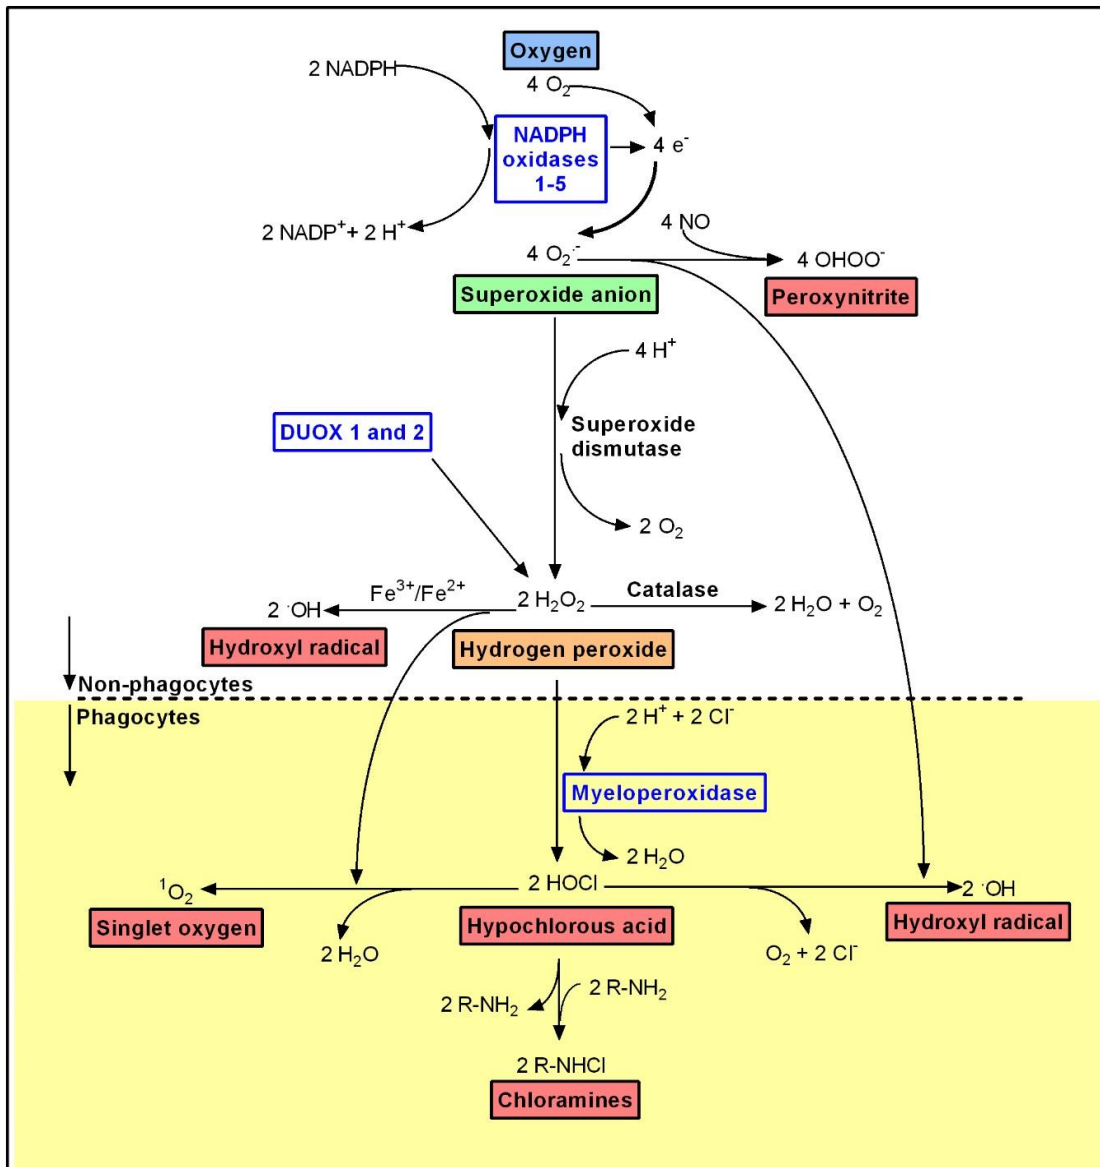 Oxygen
2 NADPH
4 O₂
NADPH
oxidases
1-5
4 e⁻
2 NADP⁺ + 2 H⁺
4 NO
4 O₂·⁻
4 OHOO⁻
Superoxide anion
Peroxynitrite
4 H⁺
DUOX 1 and 2
Superoxide
dismutase
2 O₂
Fe³⁺/Fe²⁺
Catalase
2 ·OH
2 H₂O₂
2 H₂O + O₂
Hydroxyl radical
Hydrogen peroxide
Non-phagocytes
Phagocytes
2 H⁺ + 2 Cl⁻
Myeloperoxidase
2 H₂O
¹O₂
2 HOCl
2 ·OH
Singlet oxygen
2 H₂O
Hypochlorous acid
O₂ + 2 Cl⁻
Hydroxyl radical
2 R-NH₂
2 R-NH₂
2 R-NHCl
Chloramines